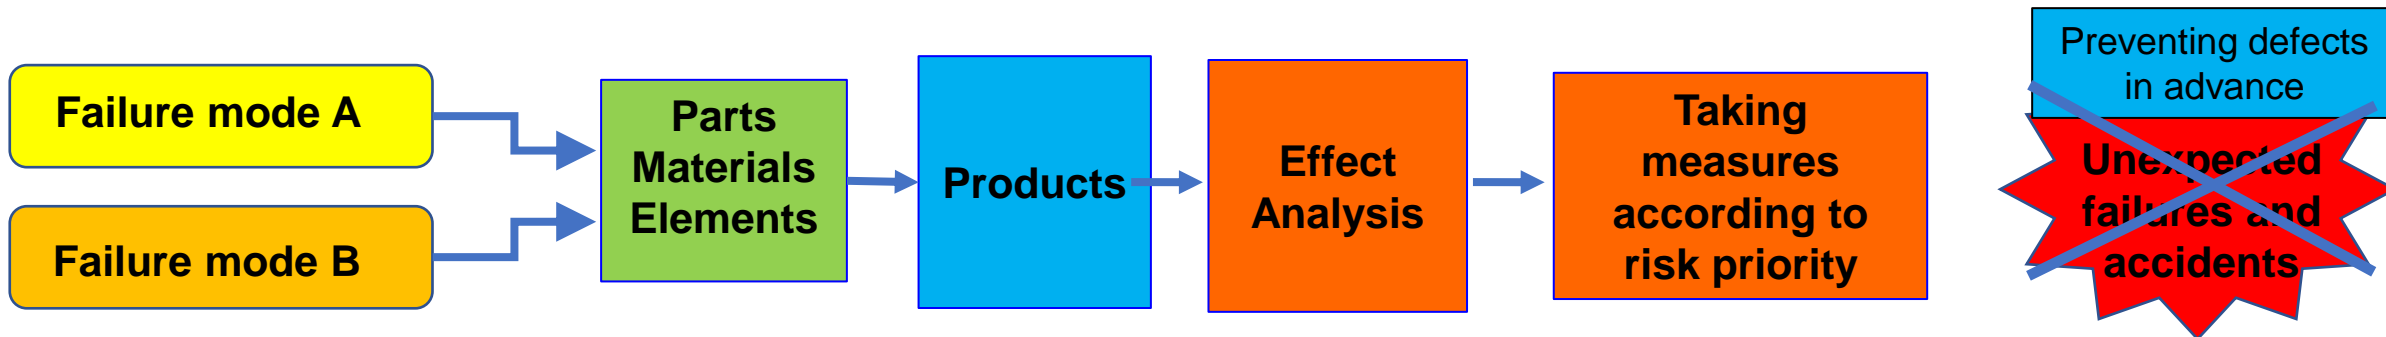 Failure mode A
Failure mode B
Parts
Materials
Elements
Products
Effect
Analysis
Taking
measures
according to
risk priority
Preventing defects
in advance
Unexpected
failures and
accidents